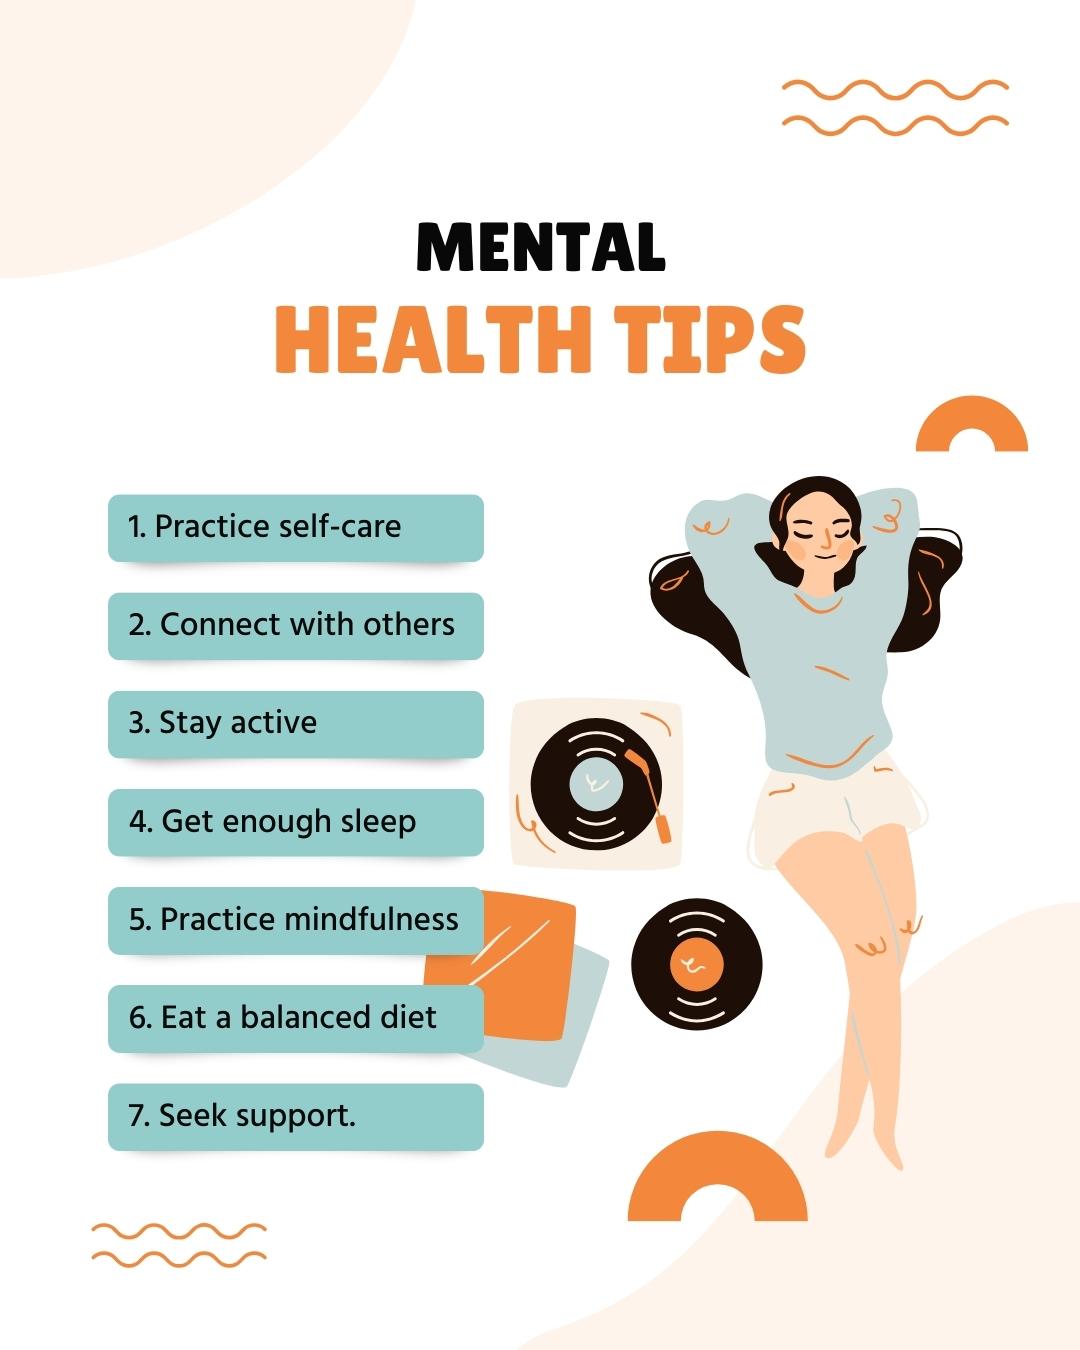 MENTAL
HEALTH TIPS
1. Practice self-care
2. Connect with others
3. Stay active
4. Get enough sleep
5. Practice mindfulness
6. Eat a balanced diet
7. Seek support.